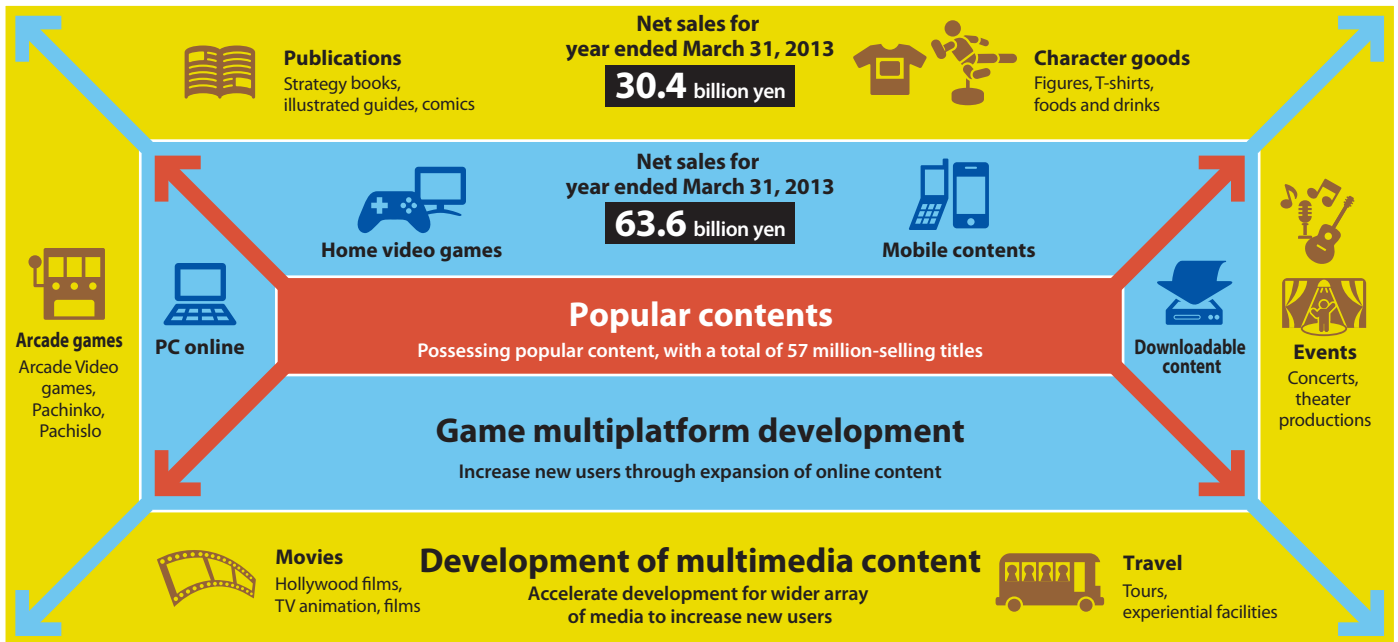 Net sales for
year ended March 31, 2013
30.4 billion yen
Publications
Strategy books,
illustrated guides, comics
Character goods
Figures, T-shirts,
foods and drinks
Net sales for
year ended March 31, 2013
63.6 billion yen
Home video games
Mobile contents
Arcade games
Arcade Video
games,
Pachinko,
Pachislo
PC online
Popular contents
Possessing popular content, with a total of 57 million-selling titles
Downloadable
content
Events
Concerts,
theater
productions
Game multiplatform development
Increase new users through expansion of online content
Movies
Hollywood films,
TV animation, films
Development of multimedia content
Accelerate development for wider array
of media to increase new users
Travel
Tours,
experiential facilities